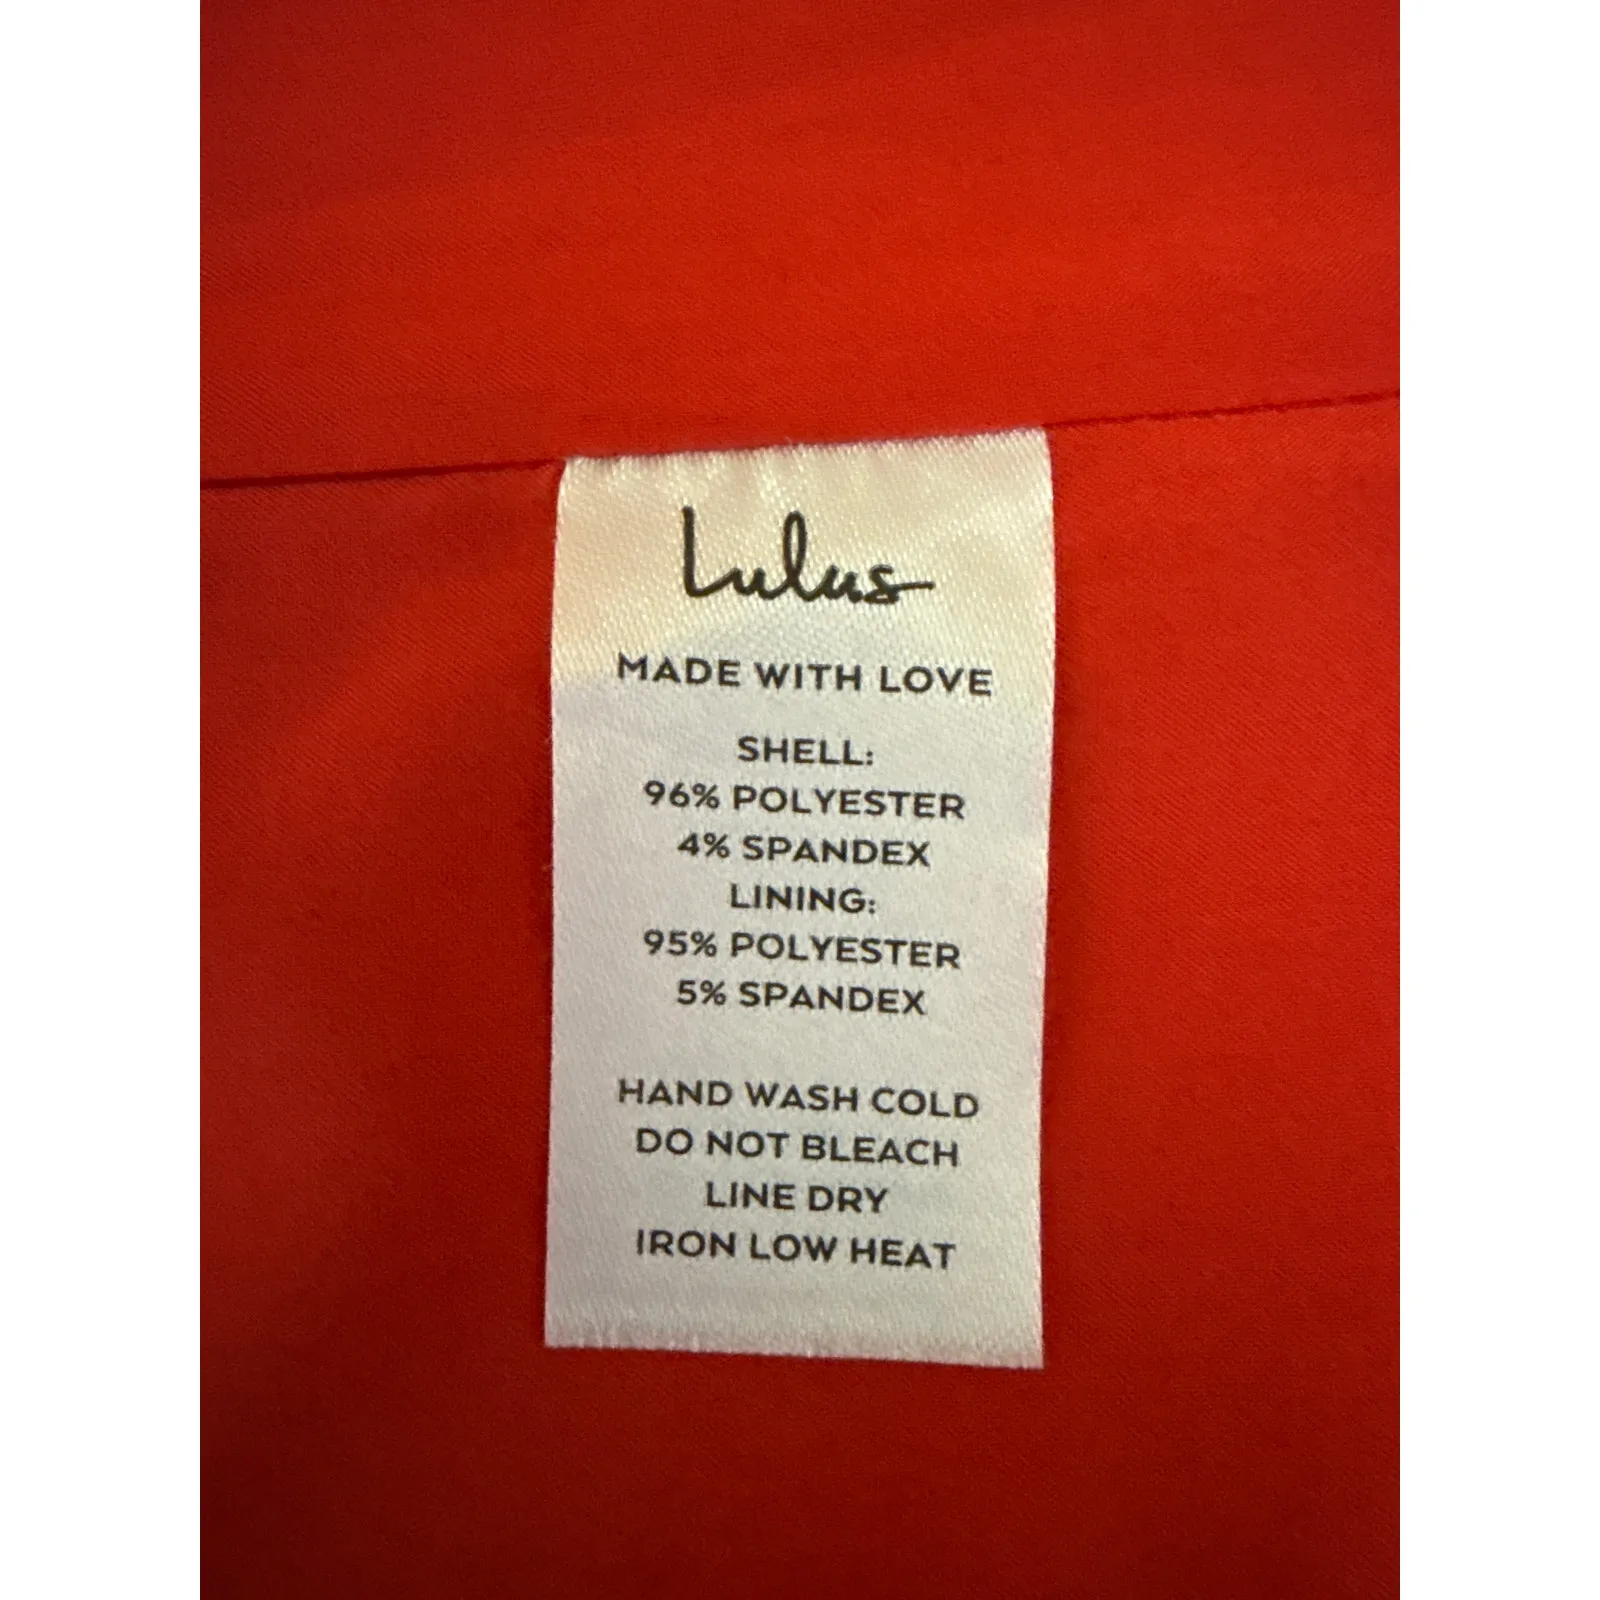 Lulus
MADE WITH LOVE
SHELL:
96% POLYESTER
4% SPANDEX
LINING:
95% POLYESTER
5% SPANDEX
HAND WASH COLD
DO NOT BLEACH
LINE DRY
IRON LOW HEAT